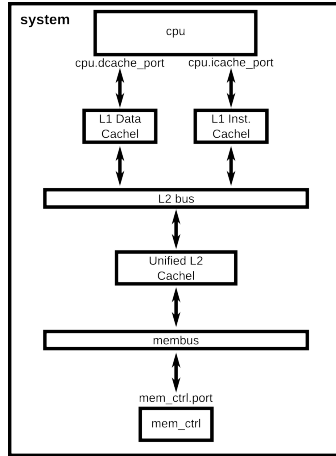 system
cpu
cpu.dcache_port cpu.icache_port
L1 Data
Cachel
L1 Inst.
Cachel
L2 bus
Unified L2
Cachel
membus
mem_ctrl.port
mem_ctrl